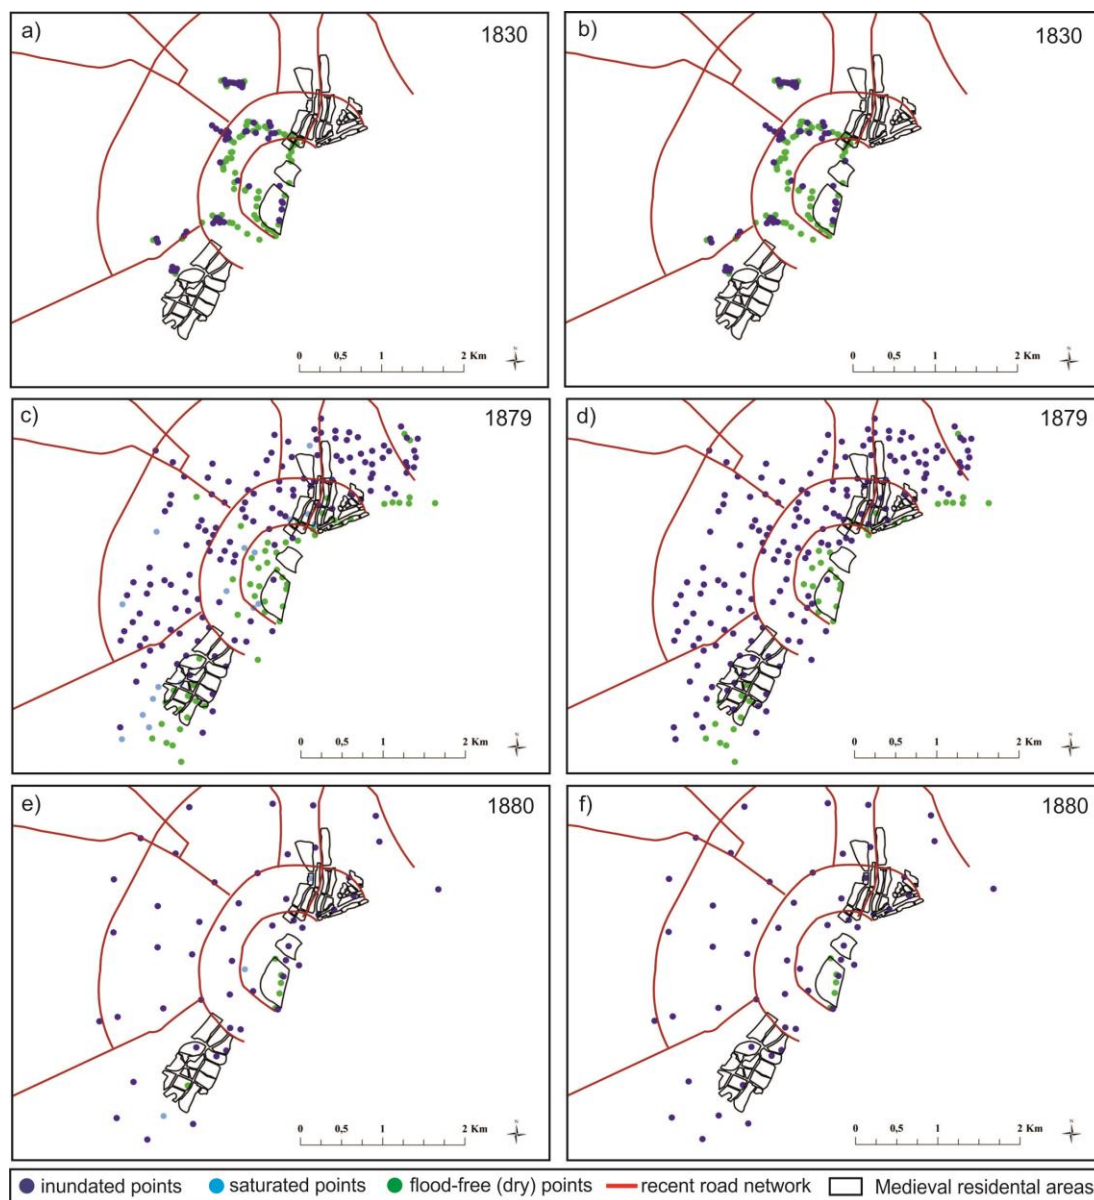 a) 1830
b) 1830
0 0,5 1 2 Km
0 0,5 1 2 Km
c) 1879
d) 1879
0 0,5 1 2 Km
0 0,5 1 2 Km
e) 1880
f) 1880
0 0,5 1 2 Km
0 0,5 1 2 Km
inundated points saturated points flood-free (dry) points recent road network Medieval residental areas